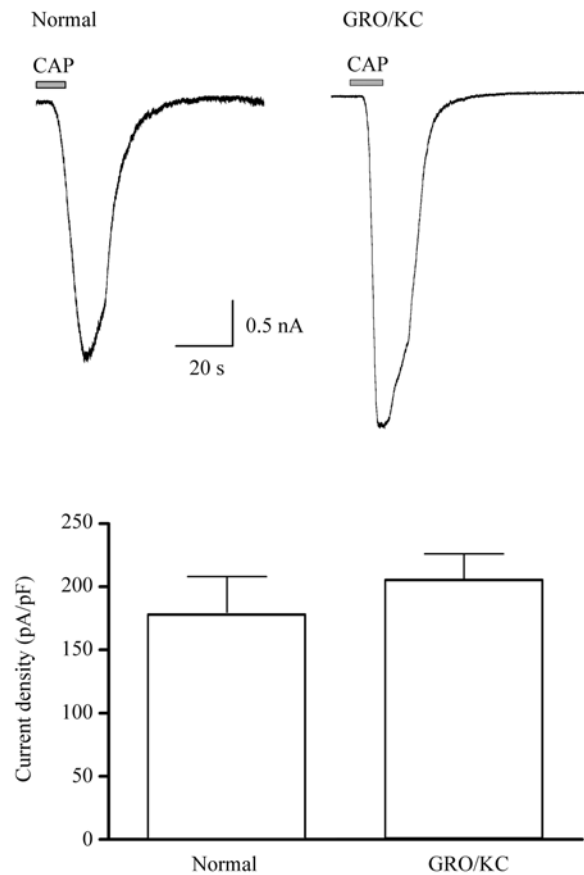 Normal
GRO/KC
CAP
CAP
0.5 nA
20 s
Current density (pA/pF)
250
200
150
100
50
0
Normal
GRO/KC